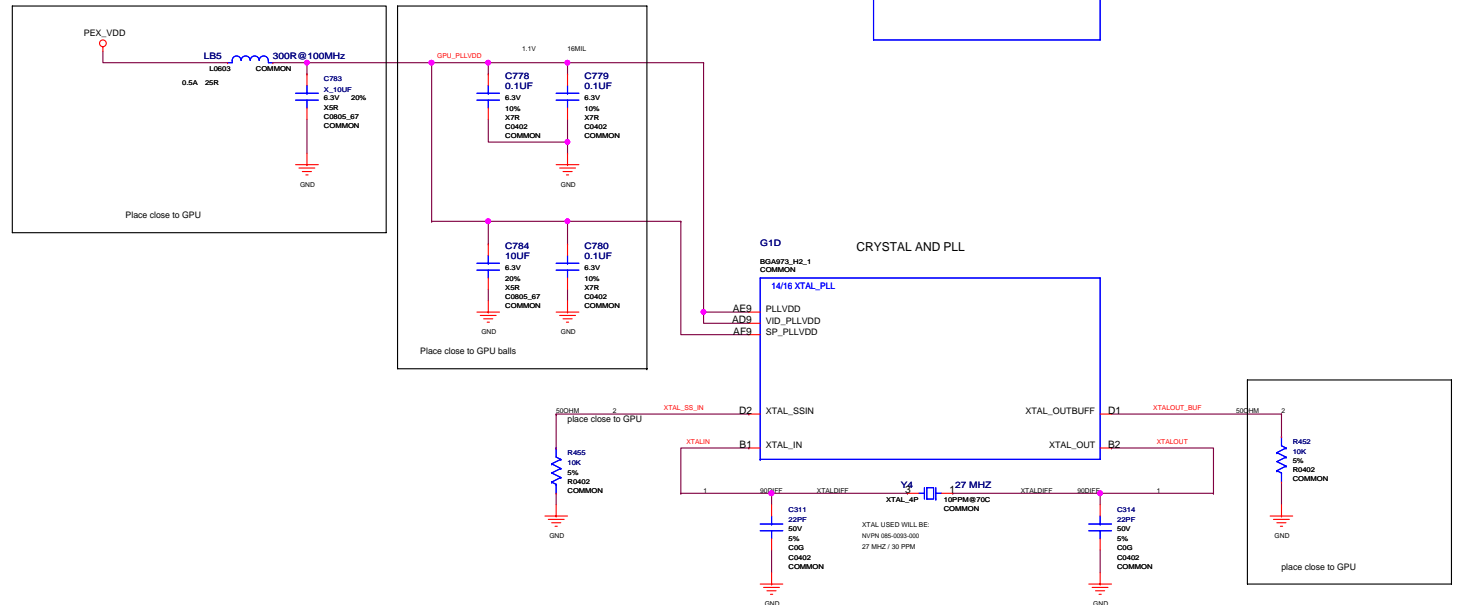 PEX_VDD
LB5 300R@100MHz
L0603 COMMON
0.5A 25R
C783
X_10UF
6.3V 20%
X5R
C0805_67
COMMON
GND
Place close to GPU
GPU_PLLVDD 1.1V 16MIL
C778
0.1UF
6.3V
10%
X7R
C0402
COMMON
C779
0.1UF
6.3V
10%
X7R
C0402
COMMON
GND
C784
10UF
6.3V
20%
X5R
C0805_67
COMMON
GND
C780
0.1UF
6.3V
10%
X7R
C0402
COMMON
GND
Place close to GPU balls
G1D
CRYSTAL AND PLL
BGA973_H2_1
COMMON
14/16 XTAL_PLL
AE9 PLLVDD
AD9 VID_PLLVDD
AF9 SP_PLLVDD
50OHM 2 XTAL_SS_IN D2 XTAL_SSIN
place close to GPU
XTALIN B1 XTAL_IN
XTAL_OUTBUFF D1 XTALOUT_BUF 50OHM 2
XTAL_OUT B2 XTALOUT
R455
10K
5%
R0402
COMMON
GND
R452
10K
5%
R0402
COMMON
GND
place close to GPU
1 90DIFF XTALDIFF 3 Y4 1 27 MHZ XTALDIFF 90DIFF 1
XTAL_4P 10PPM@70C
COMMON
C311
22PF
50V
5%
C0G
C0402
COMMON
GND
XTAL USED WILL BE:
NVPN 085-0093-000
27 MHZ / 30 PPM
C314
22PF
50V
5%
C0G
C0402
COMMON
GND